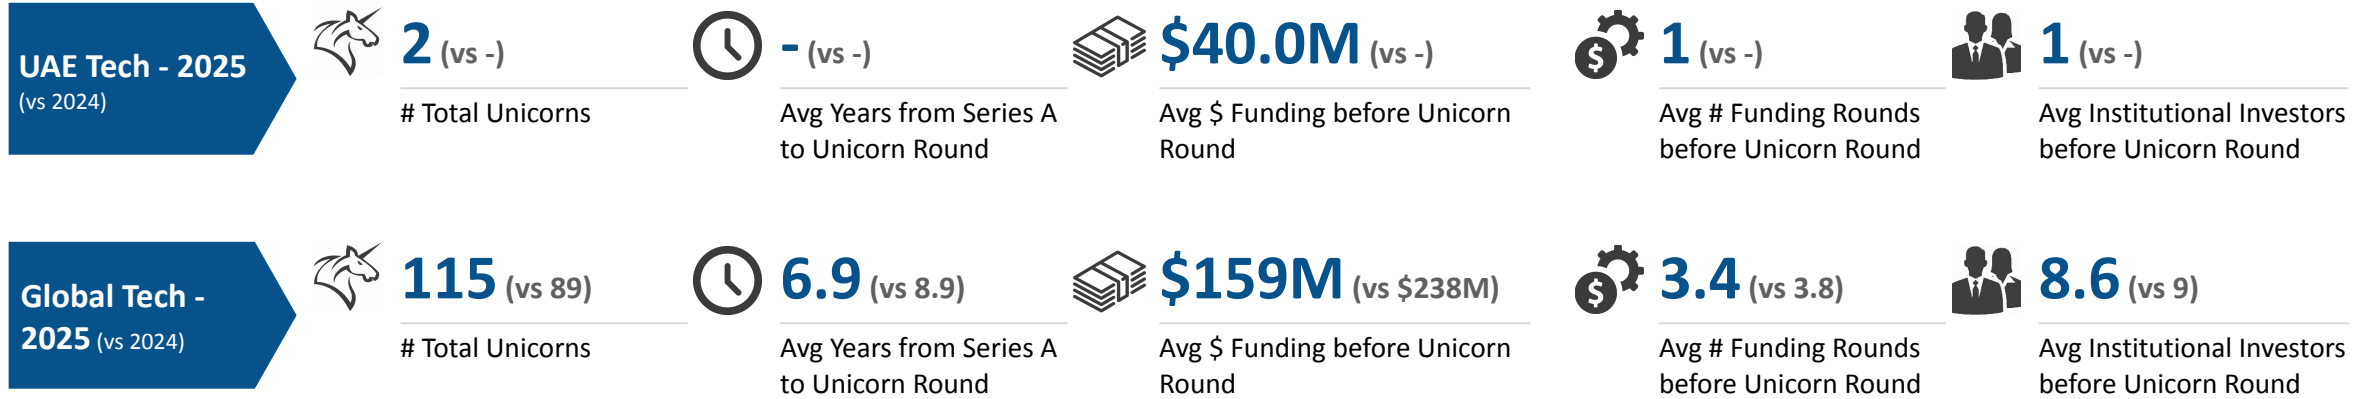 UAE Tech - 2025
(vs 2024)
2 (vs -)
# Total Unicorns
- (vs -)
Avg Years from Series A
to Unicorn Round
$40.0M (vs -)
Avg $ Funding before Unicorn
Round
1 (vs -)
Avg # Funding Rounds
before Unicorn Round
1 (vs -)
Avg Institutional Investors
before Unicorn Round
Global Tech -
2025 (vs 2024)
115 (vs 89)
# Total Unicorns
6.9 (vs 8.9)
Avg Years from Series A
to Unicorn Round
$159M (vs $238M)
Avg $ Funding before Unicorn
Round
3.4 (vs 3.8)
Avg # Funding Rounds
before Unicorn Round
8.6 (vs 9)
Avg Institutional Investors
before Unicorn Round